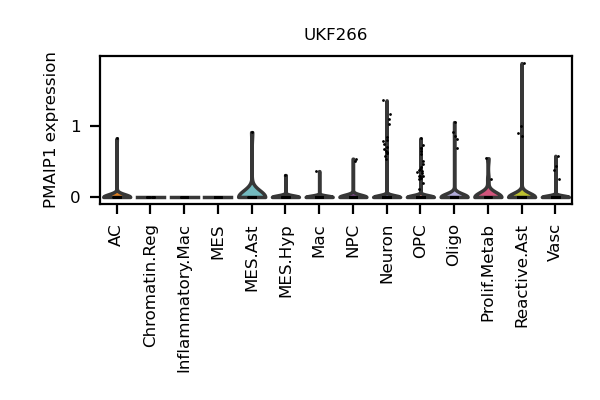 UKF266
PMAIP1 expression
1
0
AC
Chromatin.Reg
Inflammatory.Mac
MES
MES.Ast
MES.Hyp
Mac
NPC
Neuron
OPC
Oligo
Prolif.Metab
Reactive.Ast
Vasc